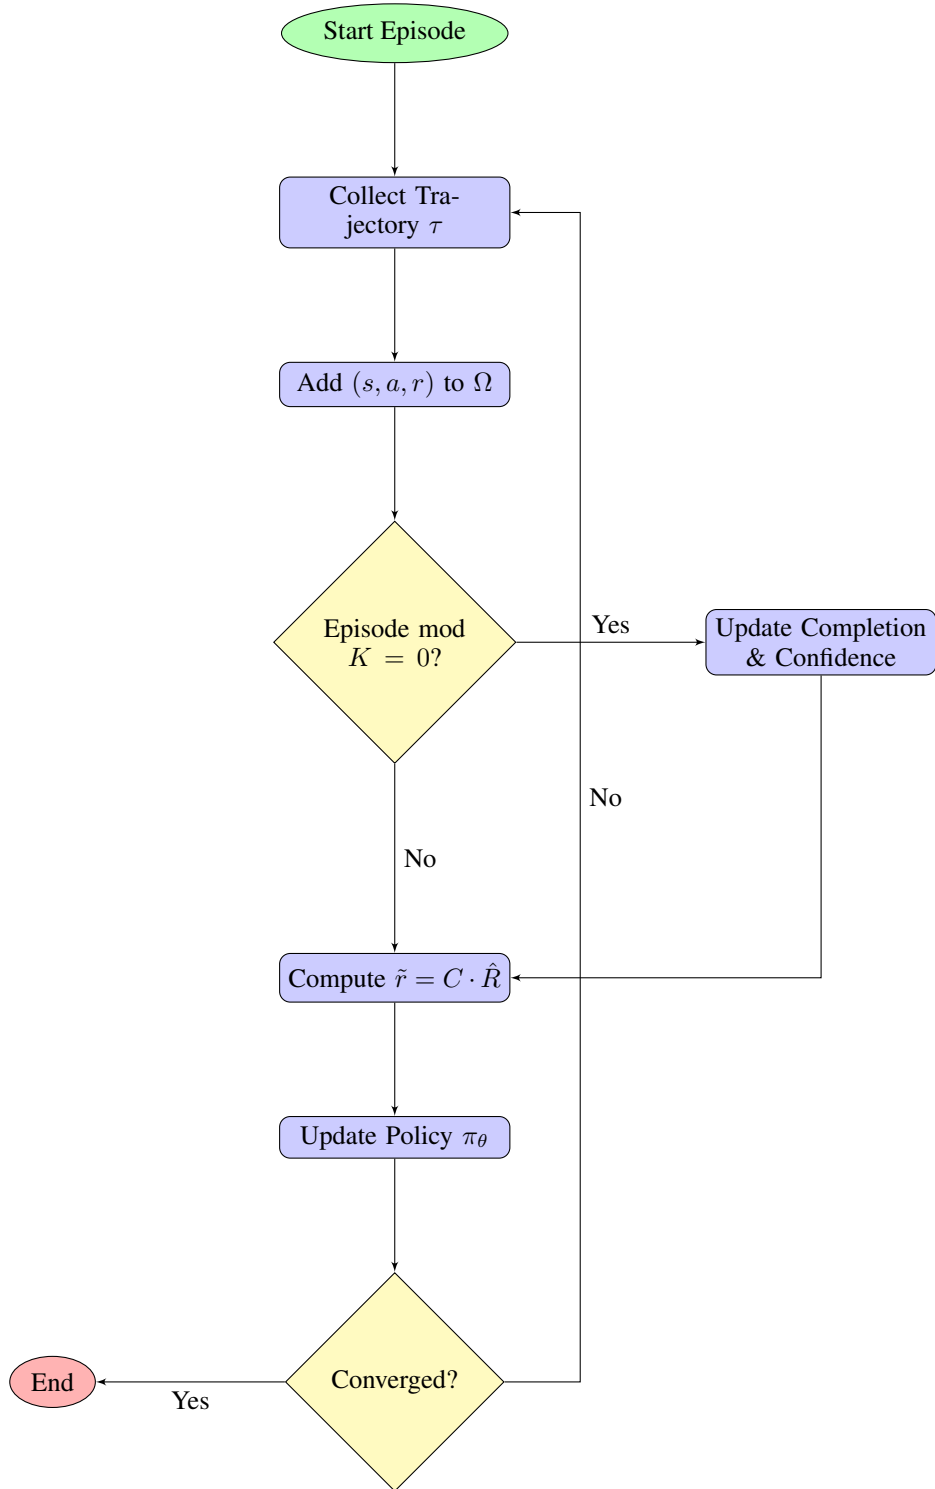 Start Episode
Collect Tra-
jectory τ
Add (s, a, r) to Ω
Episode mod
K = 0?
Yes
Update Completion
& Confidence
No
No
Compute r̃ = C · R̂
Update Policy π_θ
Converged?
Yes
End